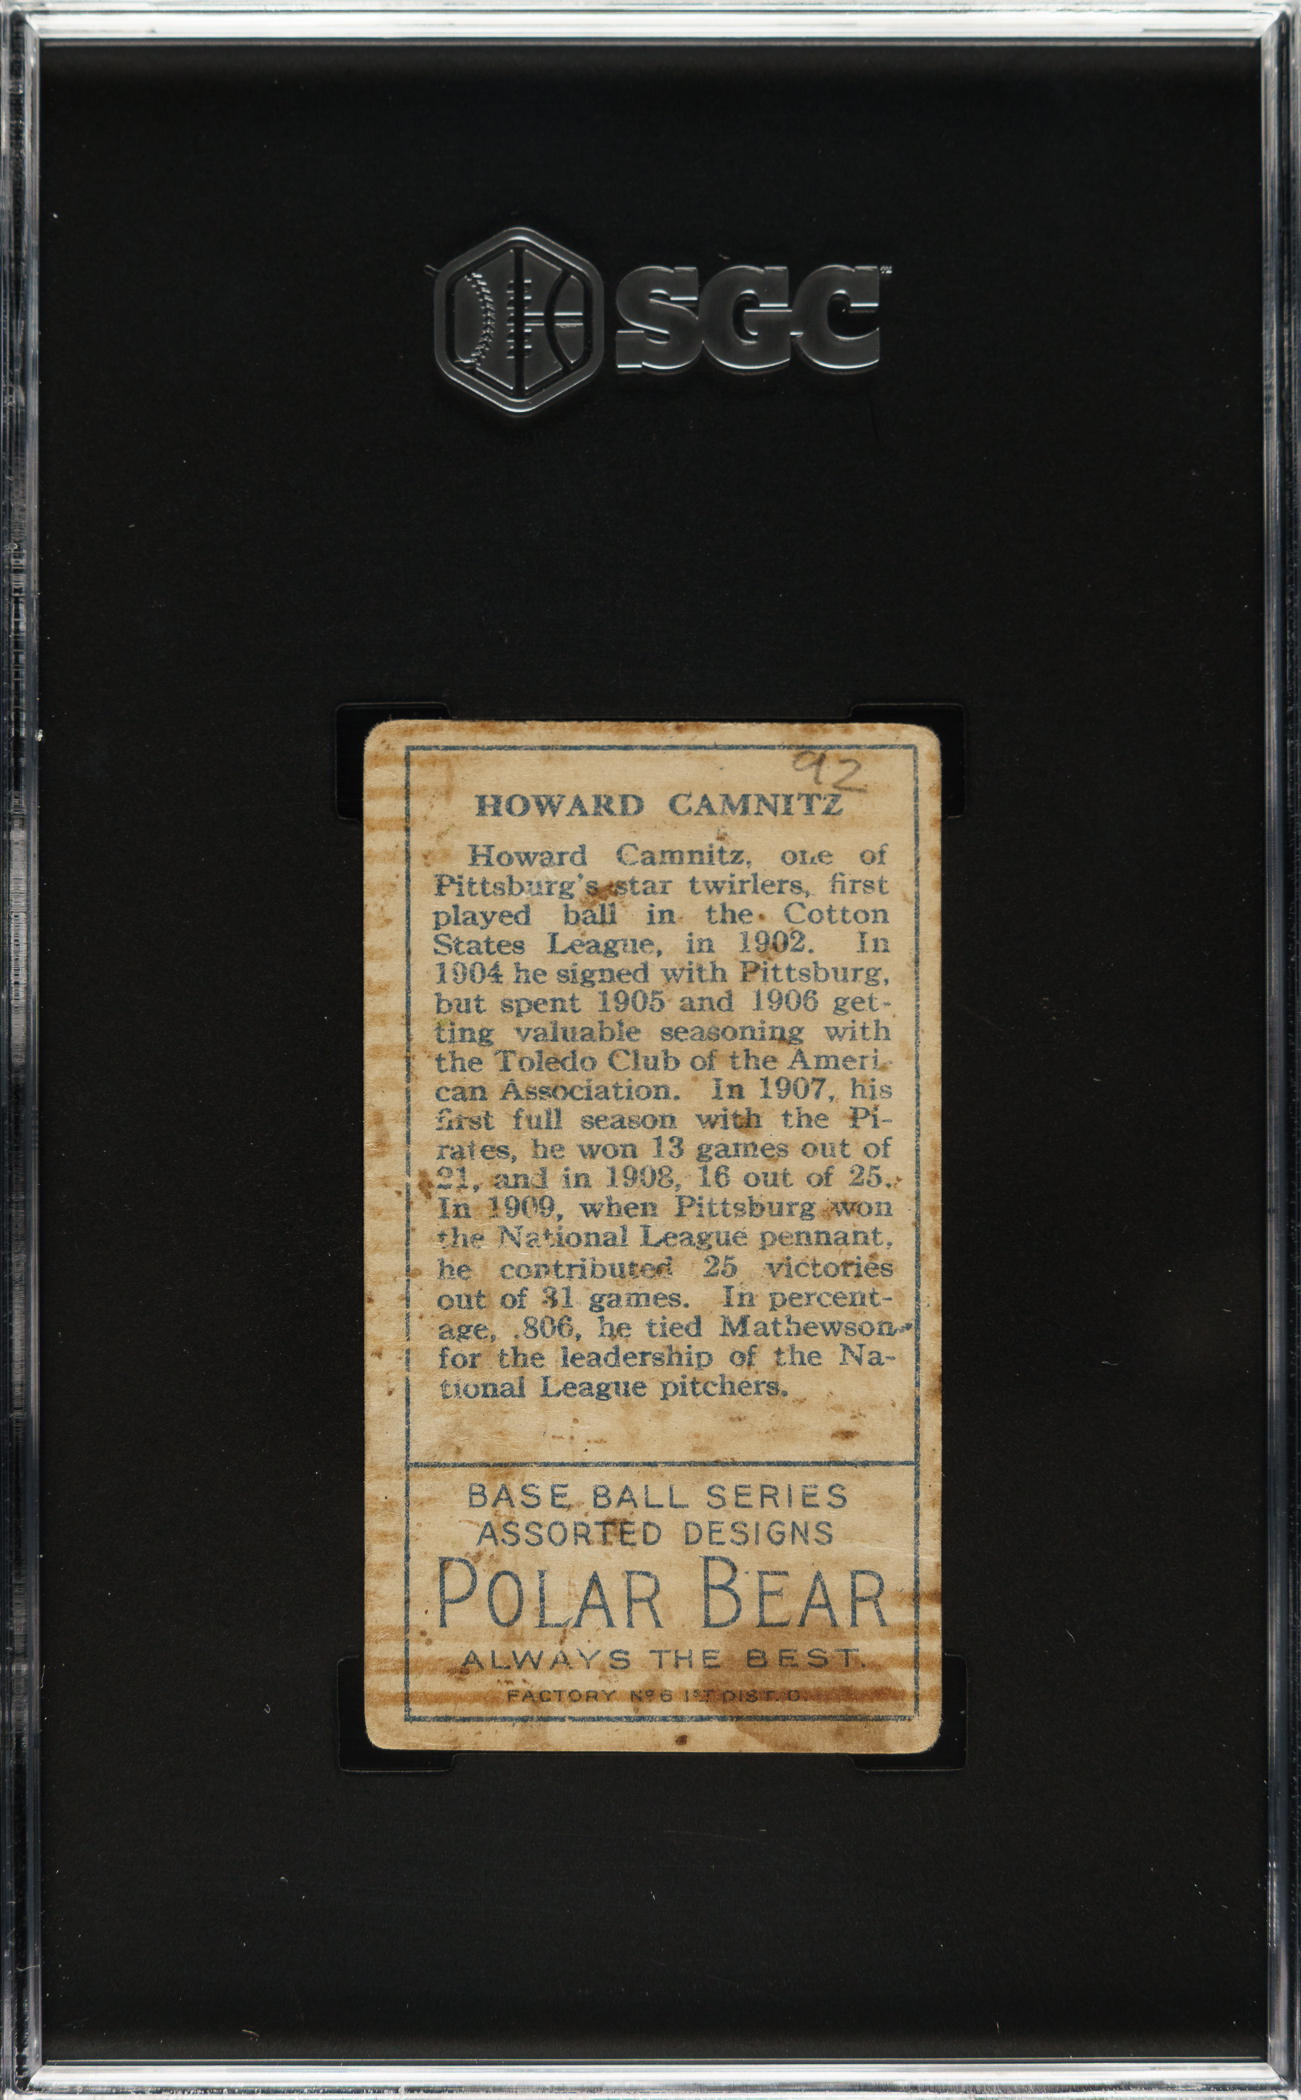 SGC
92
HOWARD CAMNITZ
Howard Camnitz, one of
Pittsburg's star twirlers, first
played ball in the Cotton
States League, in 1902. In
1904 he signed with Pittsburg,
but spent 1905 and 1906 get-
ting valuable seasoning with
the Toledo Club of the Ameri-
can Association. In 1907, his
first full season with the Pi-
rates, he won 13 games out of
21, and in 1908, 16 out of 25.
In 1909, when Pittsburg won
the National League pennant,
he contributed 25 victories
out of 31 games. In percent-
age, .806, he tied Mathewson
for the leadership of the Na-
tional League pitchers.
BASE BALL SERIES
ASSORTED DESIGNS
POLAR BEAR
ALWAYS THE BEST.
FACTORY Nº 6 1ST DIST. O.